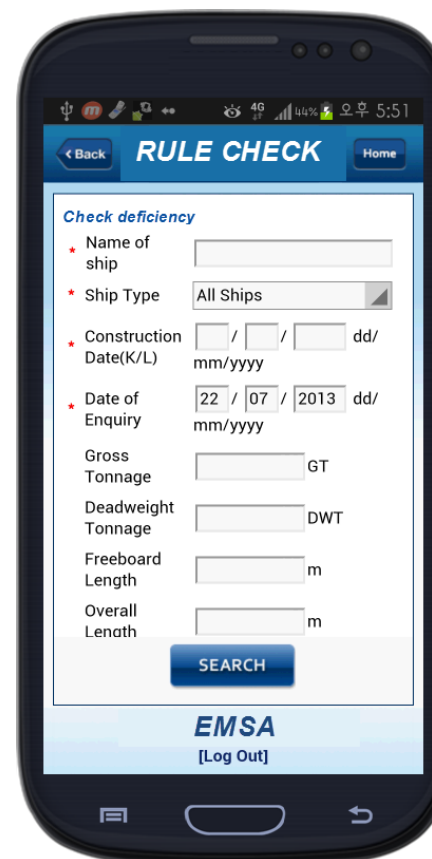 4G 44% 오후 5:51
Back RULE CHECK Home
Check deficiency
* Name of
ship
* Ship Type All Ships
* Construction / / dd/
Date(K/L) mm/yyyy
* Date of 22 / 07 / 2013 dd/
Enquiry mm/yyyy
Gross
Tonnage GT
Deadweight
Tonnage DWT
Freeboard
Length m
Overall
Length m
SEARCH
EMSA
[Log Out]